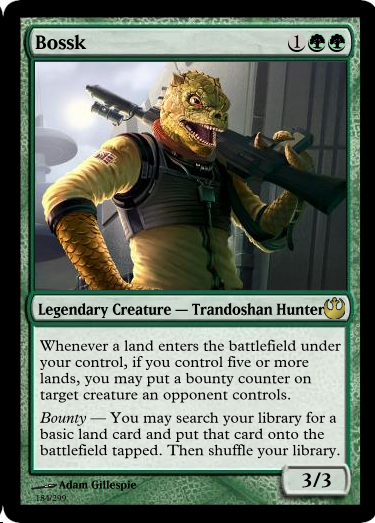 Bossk 1
Legendary Creature — Trandoshan Hunter
Whenever a land enters the battlefield under
your control, if you control five or more
lands, you may put a bounty counter on
target creature an opponent controls.
Bounty — You may search your library for a
basic land card and put that card onto the
battlefield tapped. Then shuffle your library.
3/3
Adam Gillespie
184/299